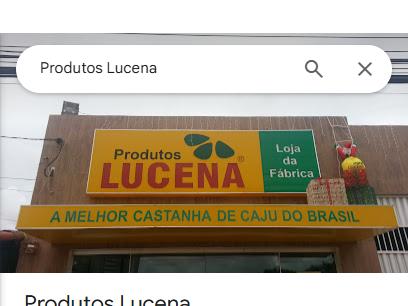 Produtos Lucena
Produtos
LUCENA®
Loja
da
Fábrica
A MELHOR CASTANHA DE CAJU DO BRASIL
Produtos Lucena